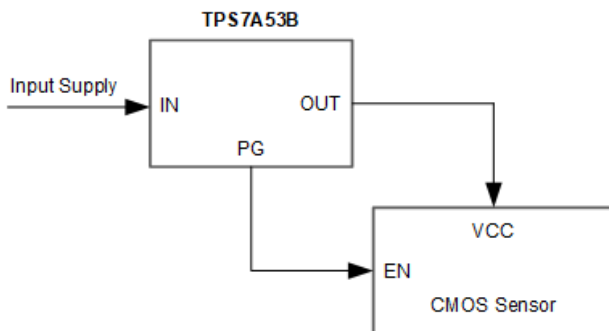 TPS7A53B
Input Supply
IN
OUT
PG
VCC
EN
CMOS Sensor